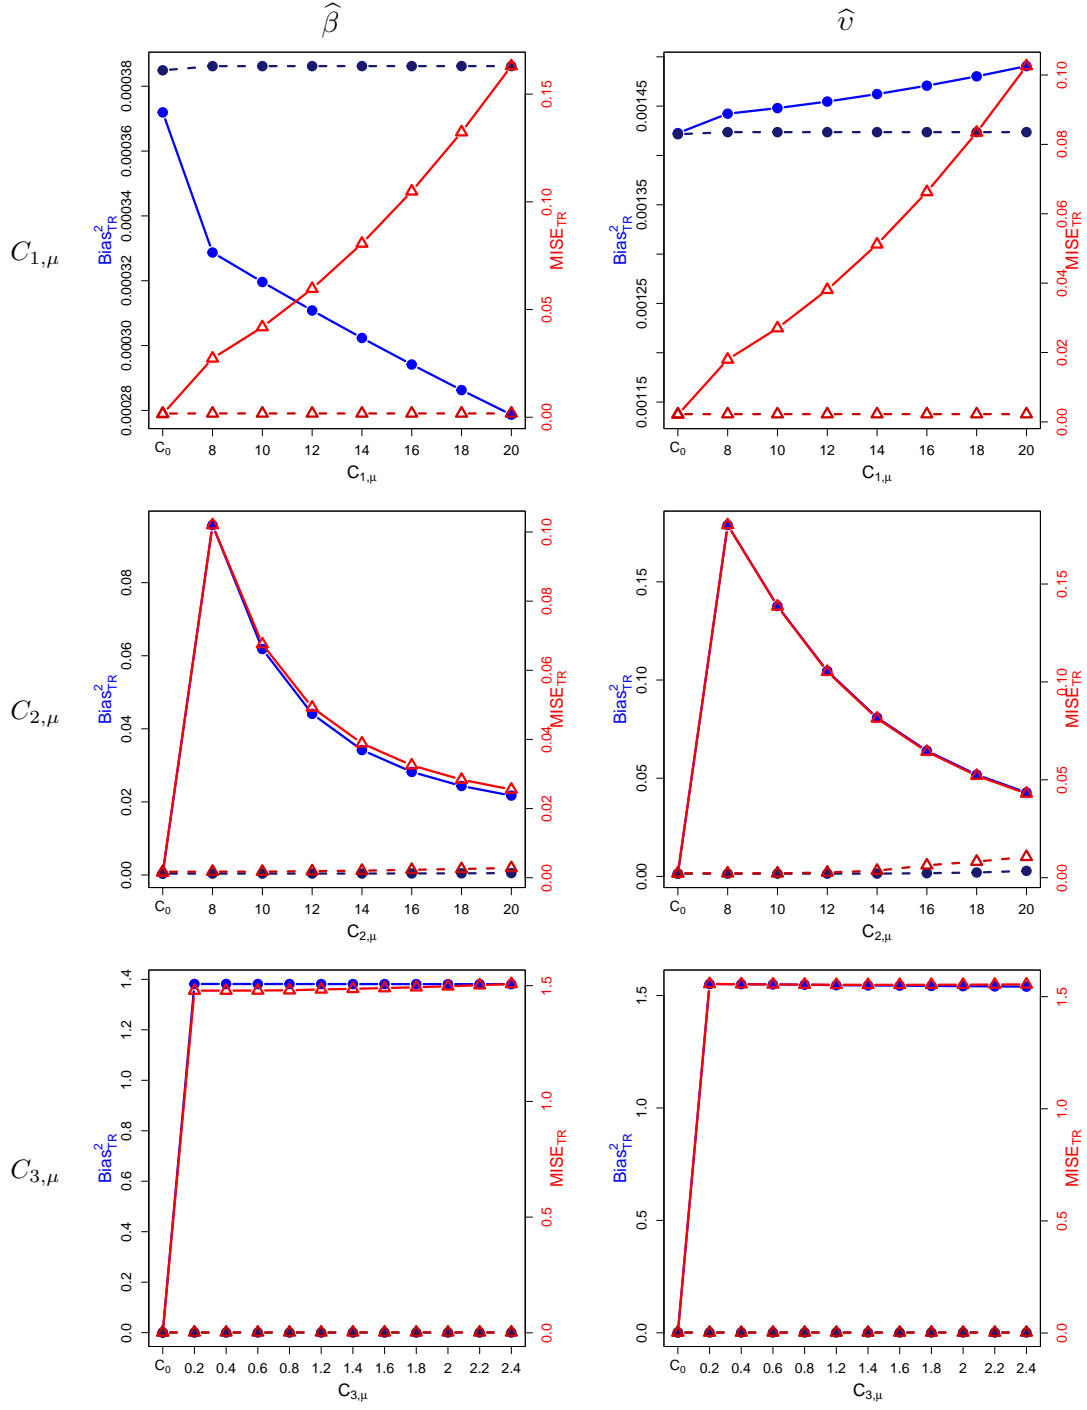 β̂ υ̂
C1,μ
0.00028 0.00030 0.00032 0.00034 0.00036 0.00038
Bias²TR
0.00 0.05 0.10 0.15
MISETR
C0 8 10 12 14 16 18 20
C1,μ
0.00115 0.00125 0.00135 0.00145
Bias²TR
0.00 0.02 0.04 0.06 0.08 0.10
MISETR
C0 8 10 12 14 16 18 20
C1,μ
C2,μ
0.00 0.02 0.04 0.06 0.08
Bias²TR
0.00 0.02 0.04 0.06 0.08 0.10
MISETR
C0 8 10 12 14 16 18 20
C2,μ
0.00 0.05 0.10 0.15
Bias²TR
0.00 0.05 0.10 0.15
MISETR
C0 8 10 12 14 16 18 20
C2,μ
C3,μ
0.0 0.2 0.4 0.6 0.8 1.0 1.2 1.4
Bias²TR
0.0 0.5 1.0 1.5
MISETR
C0 0.2 0.4 0.6 0.8 1.2 1.4 1.6 1.8 2 2.2 2.4
C3,μ
0.0 0.5 1.0 1.5
Bias²TR
0.0 0.5 1.0 1.5
MISETR
C0 0.2 0.4 0.6 0.8 1.2 1.4 1.6 1.8 2 2.2 2.4
C3,μ